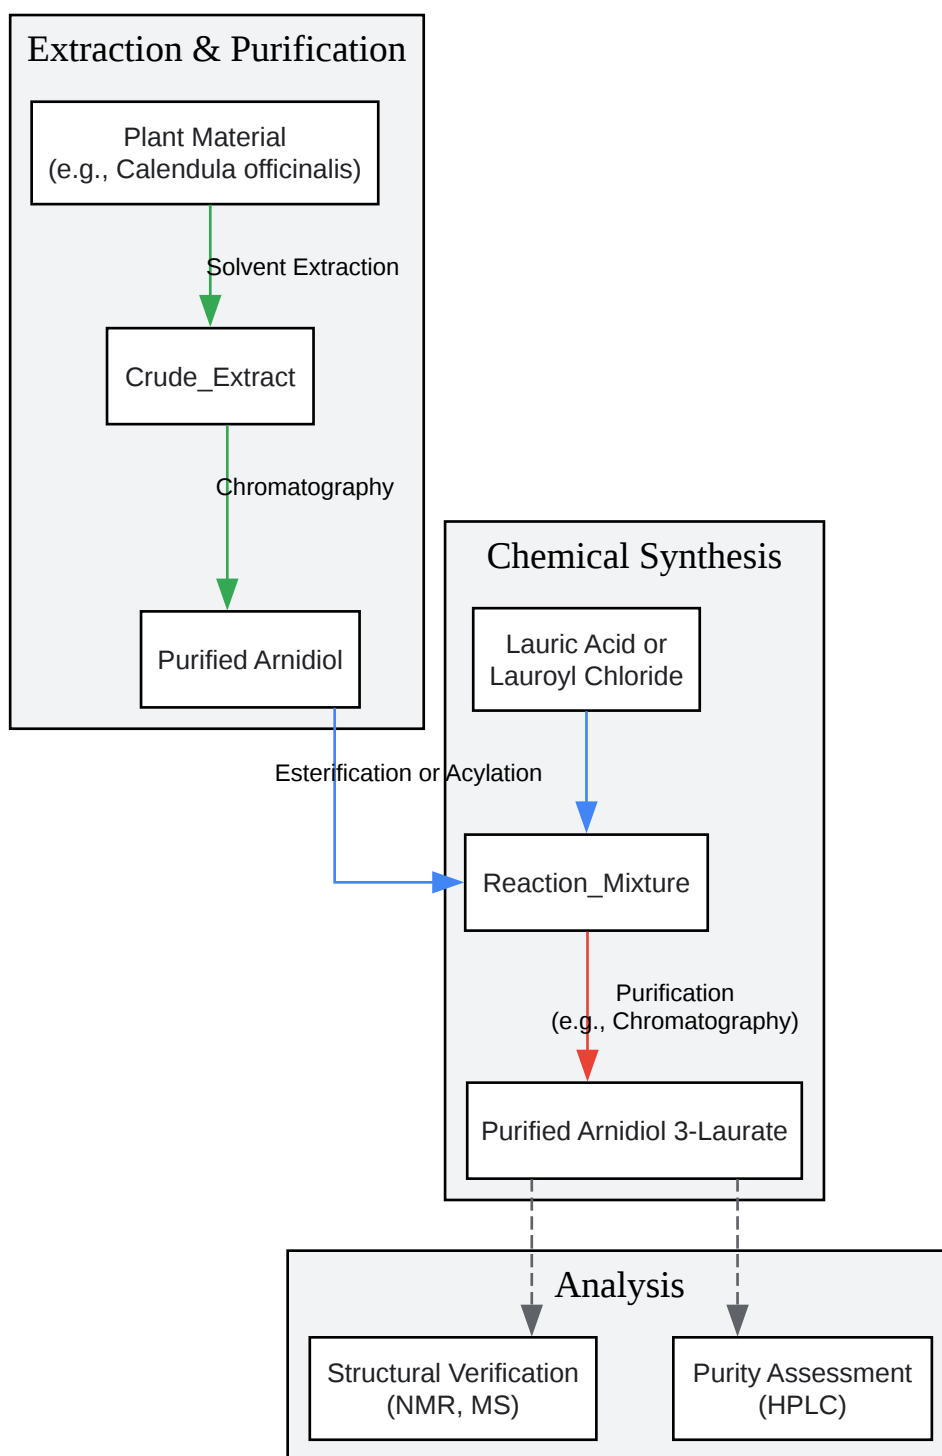 Extraction & Purification
Plant Material
(e.g., Calendula officinalis)
Solvent Extraction
Crude_Extract
Chromatography
Purified Arnidiol
Esterification or Acylation
Chemical Synthesis
Lauric Acid or
Lauroyl Chloride
Reaction_Mixture
Purification
(e.g., Chromatography)
Purified Arnidiol 3-Laurate
Analysis
Structural Verification
(NMR, MS)
Purity Assessment
(HPLC)